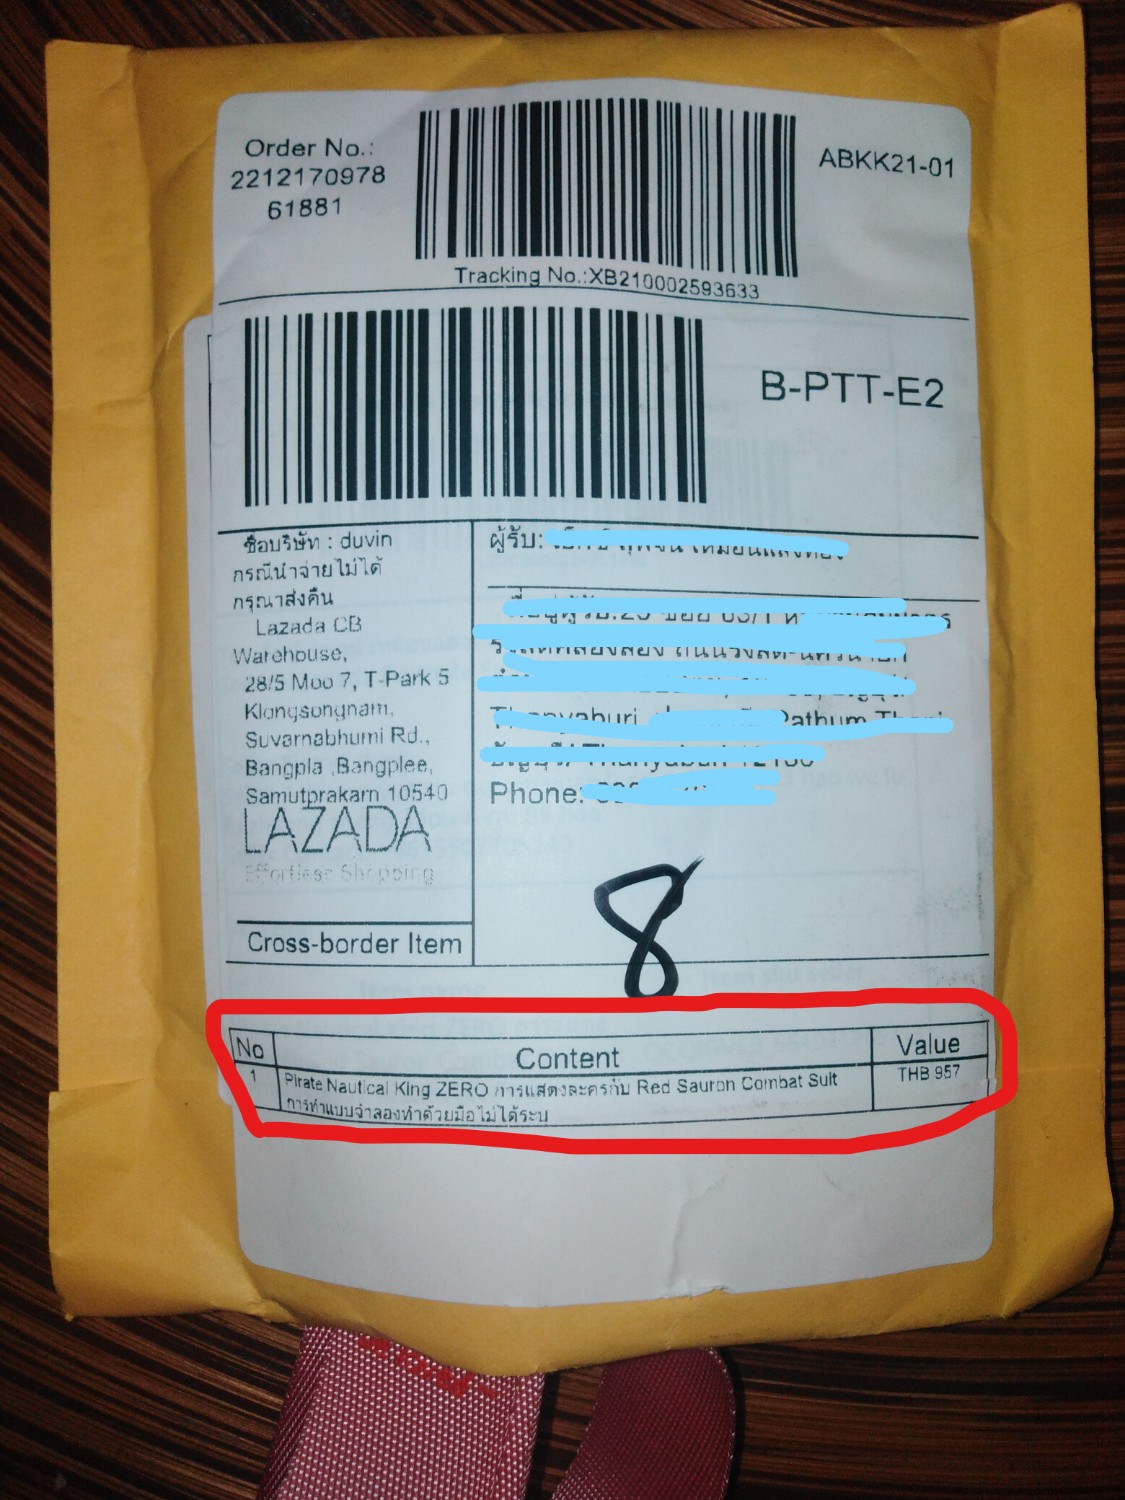 Order No.:
2212170978
61881
ABKK21-01
Tracking No.:XB210002593633
B-PTT-E2
ชื่อบริษัท : duvin
กรณีนำจ่ายไม่ได้
กรุณาส่งคืน
Lazada CB
Warehouse,
28/5 Moo 7, T-Park 5
Klongsongnam,
Suvarnabhumi Rd.,
Bangpla ,Bangplee,
Samutprakarn 10540
LAZADA
Effortless Shopping
Cross-border Item
ผู้รับ:
Phone:
8
No Content Value
1 Pirate Nautical King ZERO การแสดงละครกับ Red Sauron Combat Suit THB 957
การทำแบบจำลองทำด้วยมือไม่ได้ระบ